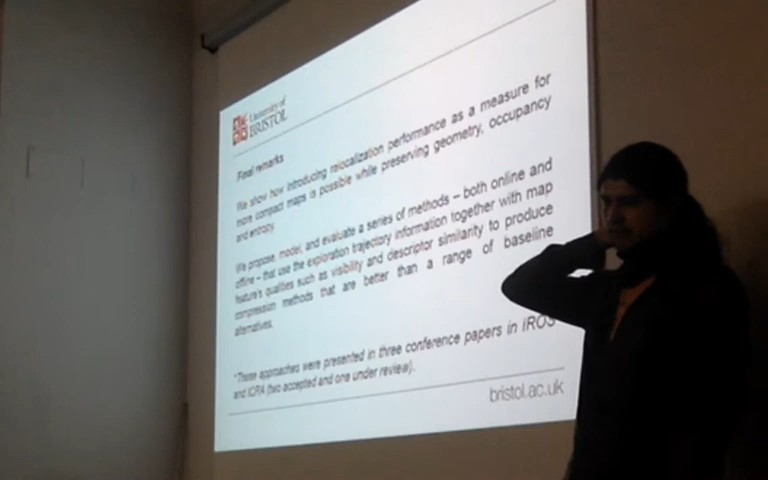 University of
BRISTOL
Final remarks
We show how introducing relocalization performance as a measure for
more compact maps is possible while preserving geometry, occupancy
and entropy.
We propose, model, and evaluate a series of methods – both online and
offline – that use the exploration trajectory information together with map
feature's qualities such as visibility and descriptor similarity to produce
compression methods that are better than a range of baseline
alternatives.
*These approaches were presented in three conference papers in IROS
and ICRA (two accepted and one under review).
bristol.ac.uk